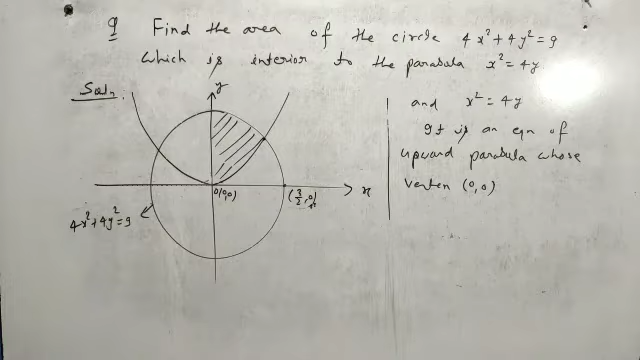 Q Find the area of the circle 4x²+4y²=9
which is interior to the parabola x²=4y
Soln.
y
O(0,0)
(3/2,0)
x
4x²+4y²=9
and x²=4y
It is an eqn of
upward parabola whose
vertex (0,0)